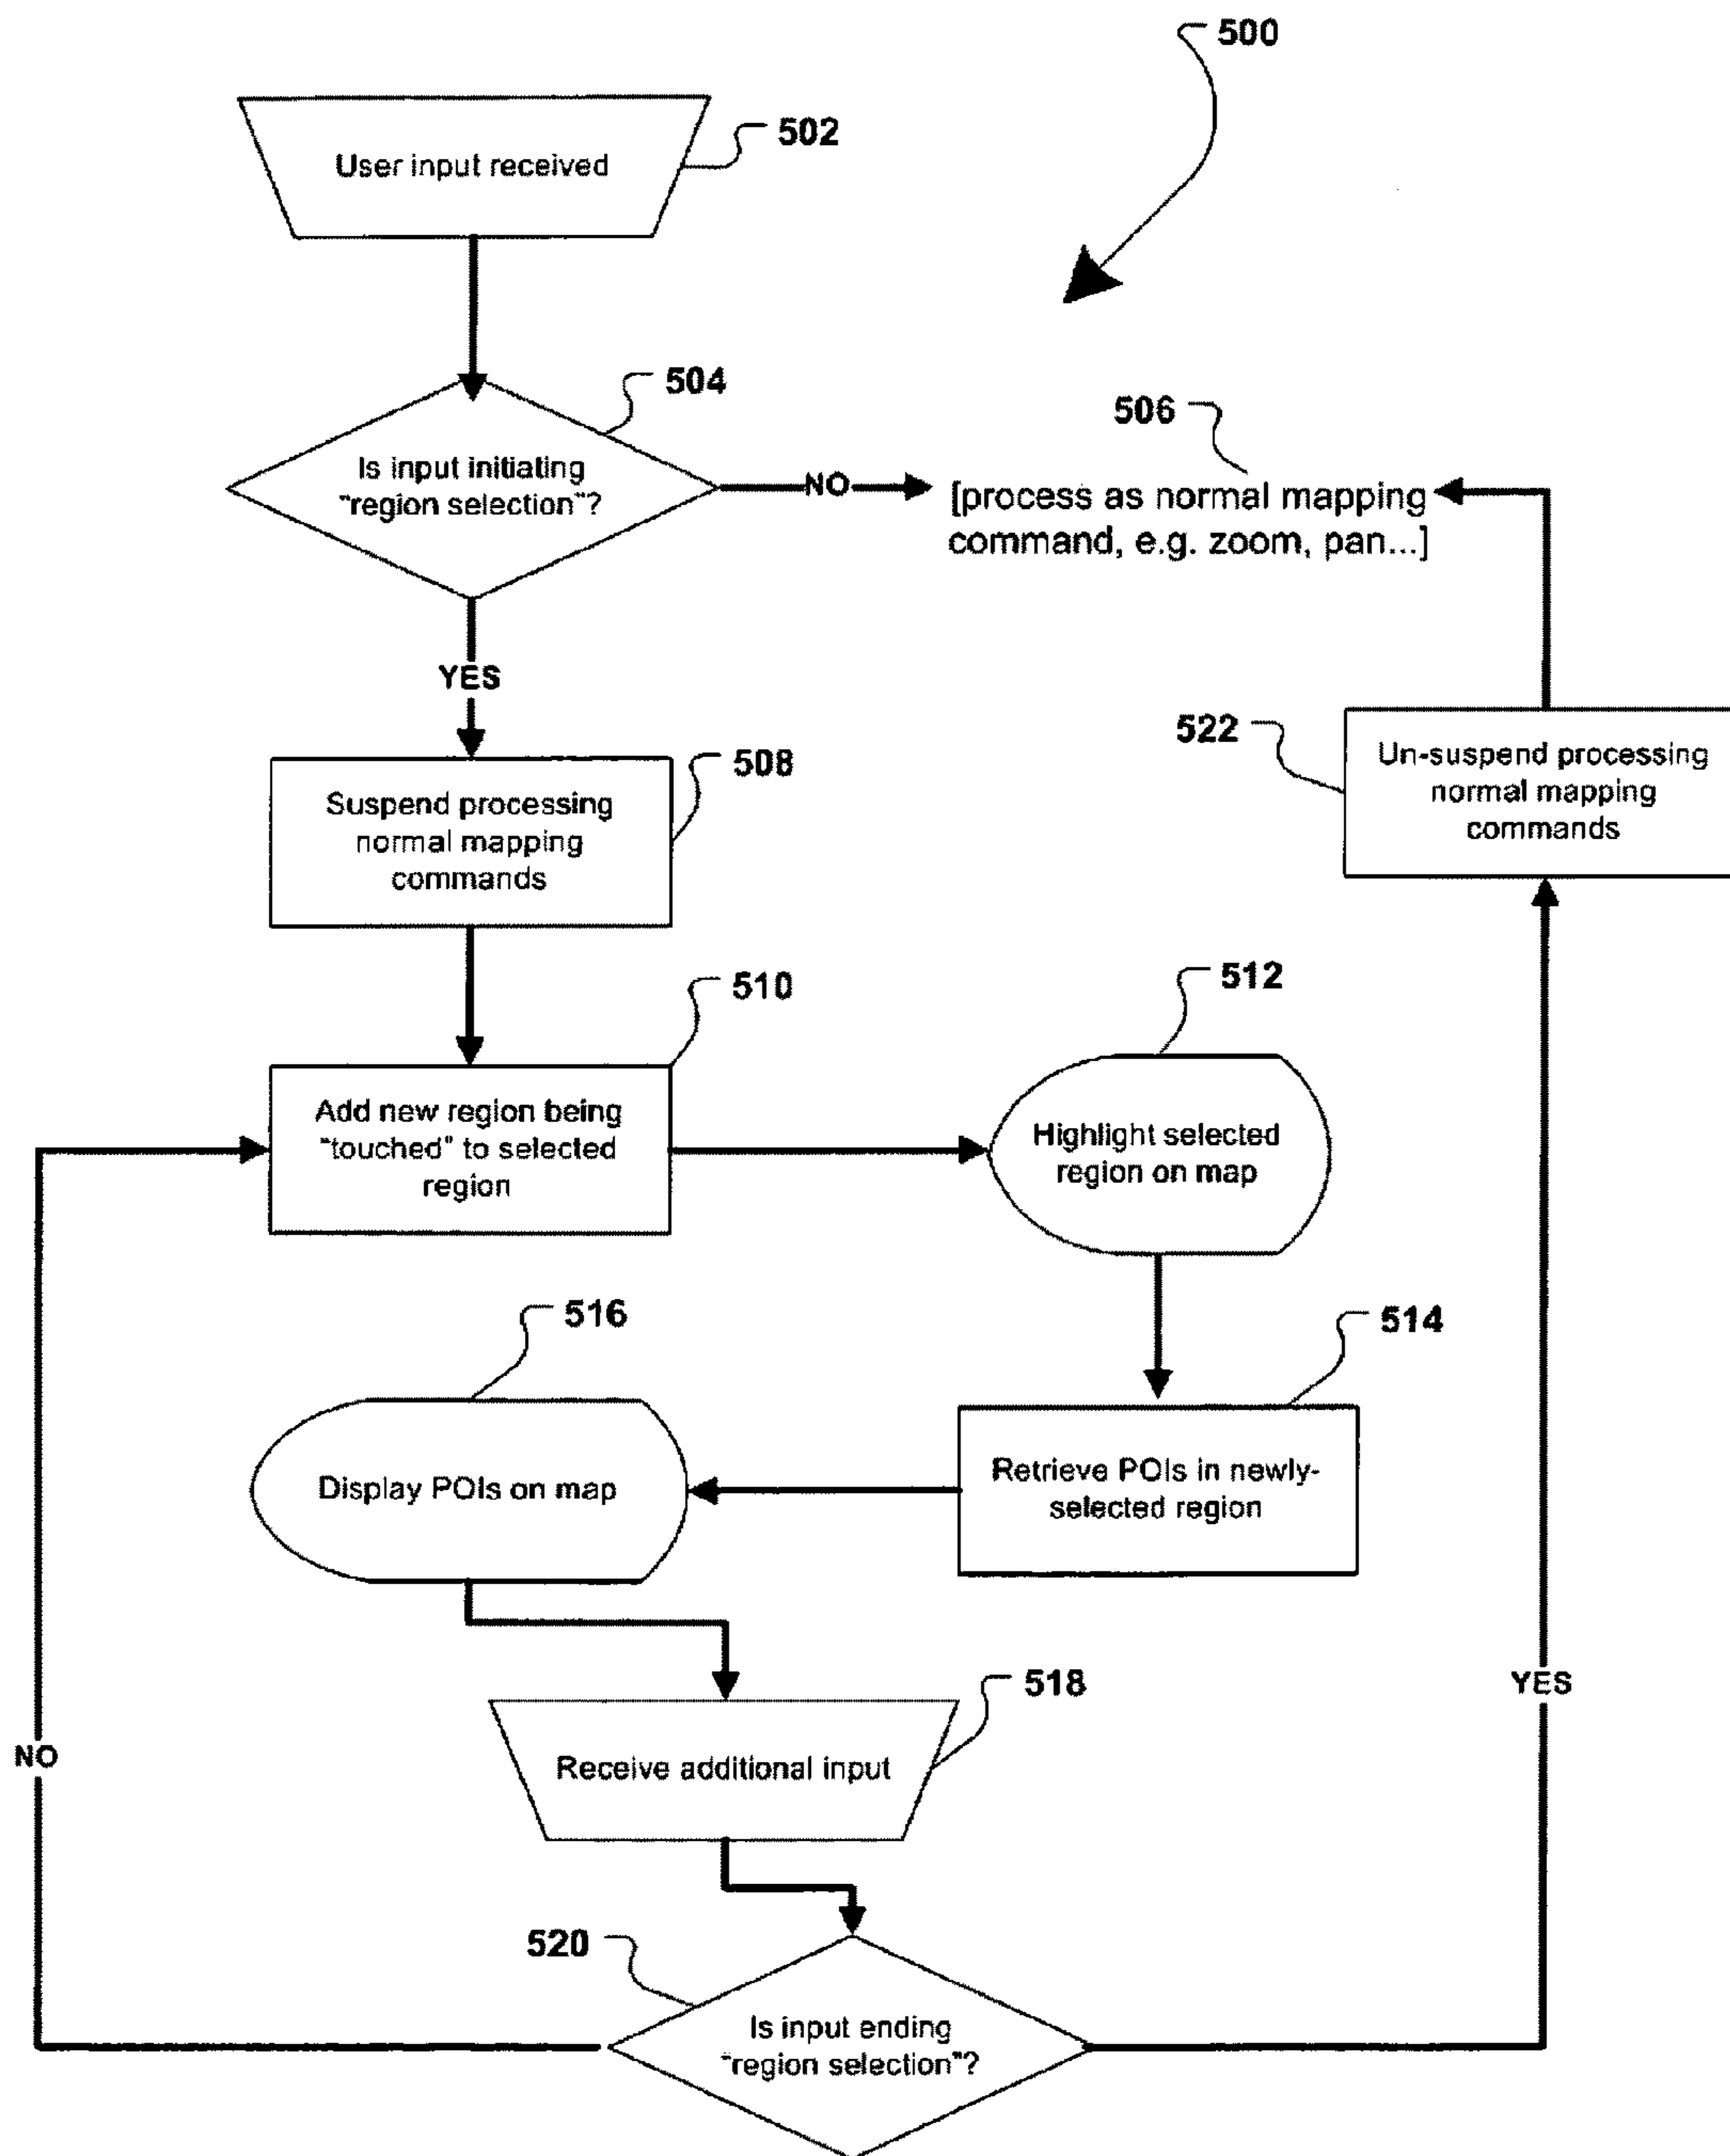 500
502
User input received
504
Is input initiating
"region selection"?
NO
506
[process as normal mapping
command, e.g. zoom, pan...]
YES
508
Suspend processing
normal mapping
commands
522
Un-suspend processing
normal mapping
commands
510
Add new region being
"touched" to selected
region
512
Highlight selected
region on map
516
Display POIs on map
514
Retrieve POIs in newly-
selected region
518
Receive additional input
YES
NO
520
Is input ending
"region selection"?